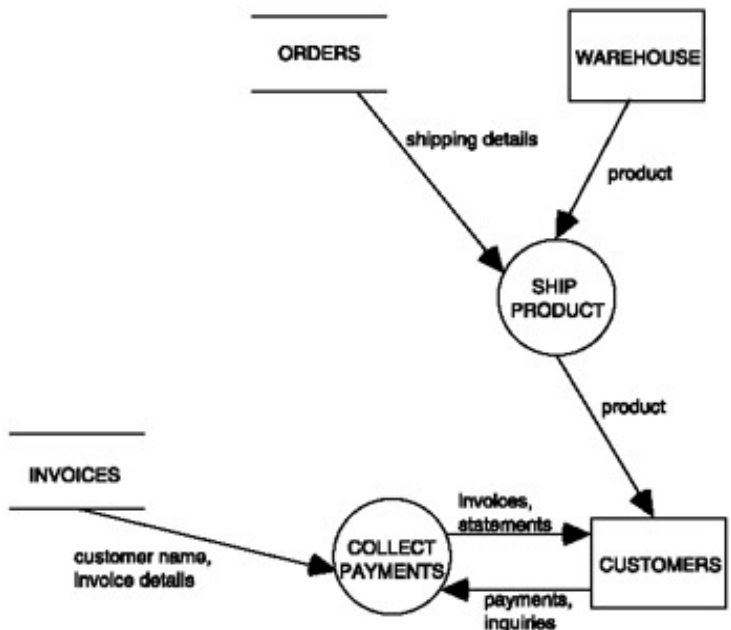 ORDERS
WAREHOUSE
shipping details
product
SHIP
PRODUCT
product
INVOICES
invoices,
statements
customer name,
invoice details
COLLECT
PAYMENTS
CUSTOMERS
payments,
inquiries